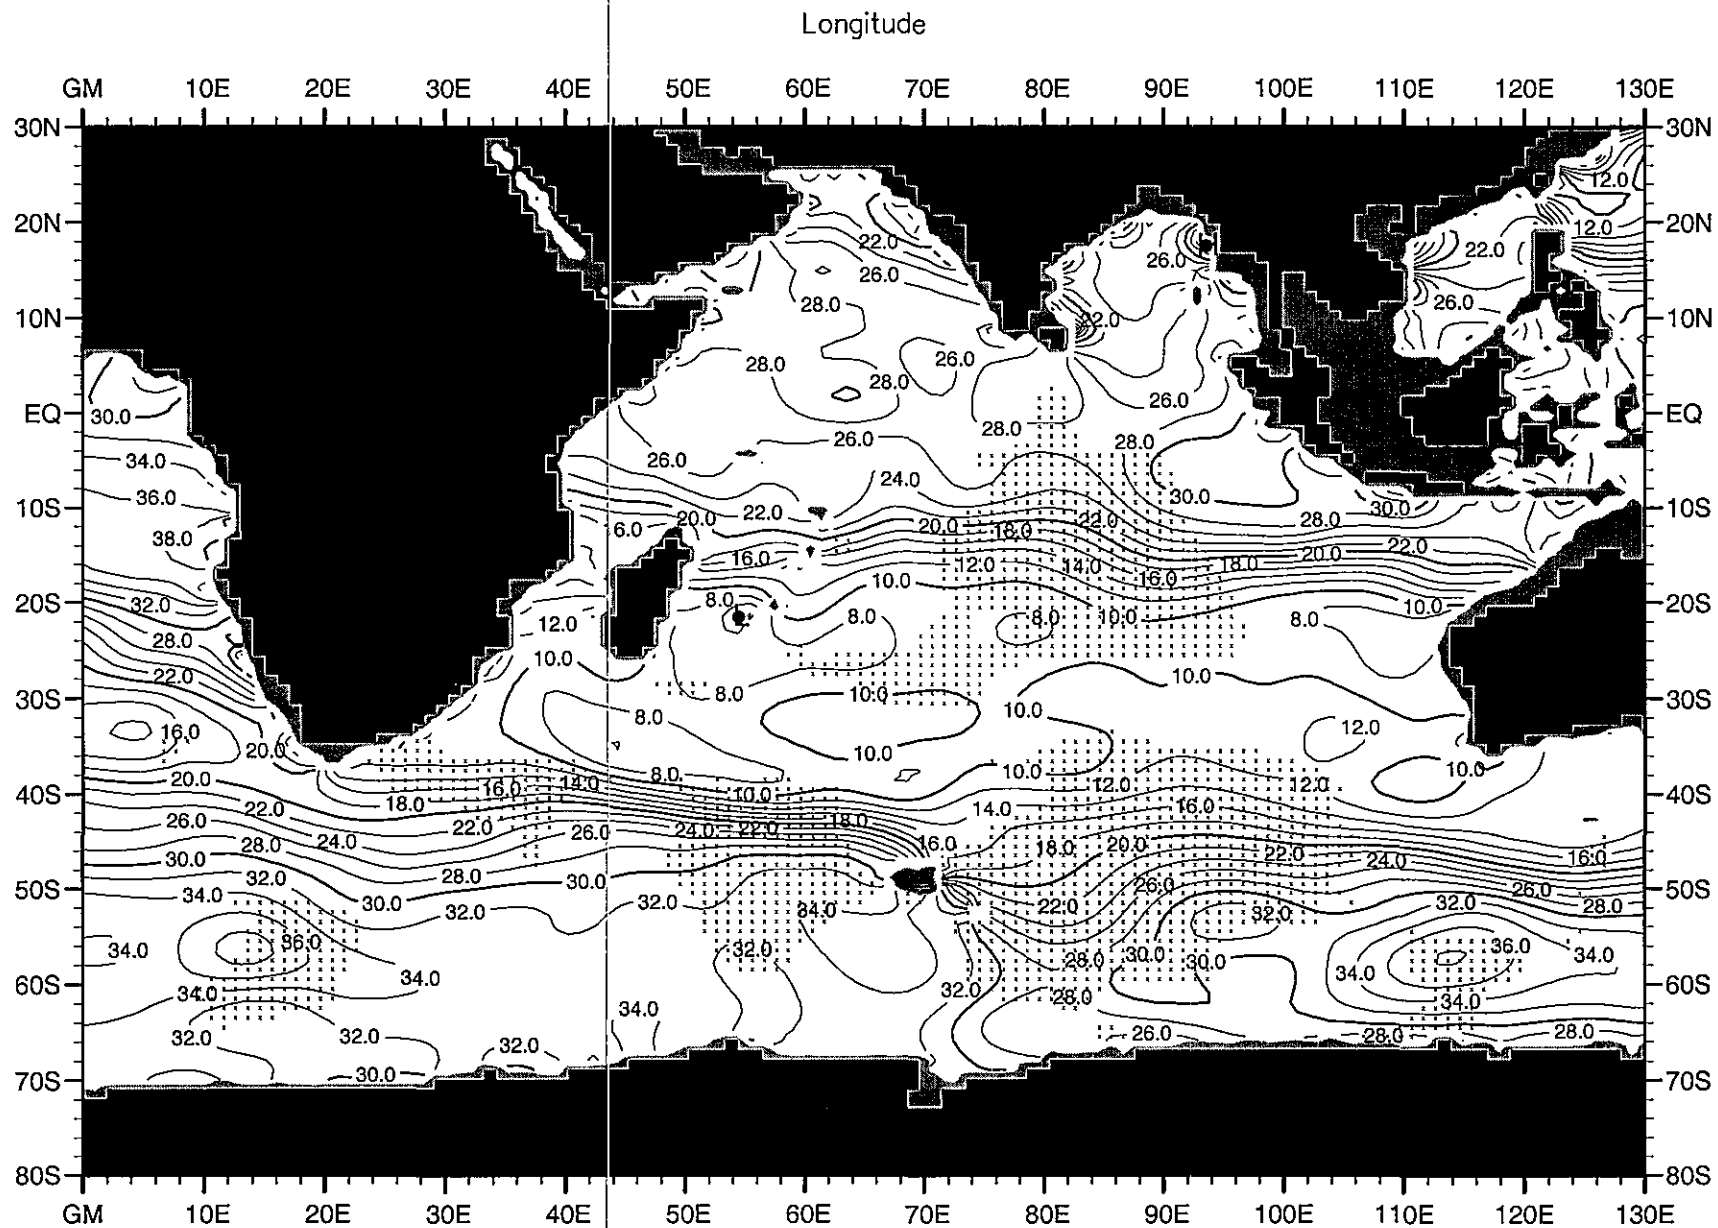 Longitude
GM 10E 20E 30E 40E 50E 60E 70E 80E 90E 100E 110E 120E 130E
30N 30N
12.0
20N 22.0 12.0 20N
26.0 26.0 22.0
28.0 26.0
10N 22.0 10N
28.0 28.0 26.0
30.0 26.0
EQ 28.0 28.0 EQ
34.0 26.0 26.0
36.0 24.0 30.0 30.0
10S 20.0 22.0 20.0 22.0 28.0 10S
38.0 6.0 18.0 20.0 22.0
16.0 12.0 14.0 16.0 18.0
32.0 8.0 10.0 10.0 10.0
20S 20S
28.0 12.0 8.0 8.0 8.0
22.0 10.0 8.0 10.0 10.0
30S 30S
16.0 8.0 10.0 12.0
20.0 8.0 10.0 10.0 10.0
20.0 16.0 14.0 10.0 12.0 12.0
40S 22.0 18.0 14.0 16.0 40S
26.0 22.0 26.0 24.0 22.0 18.0
28.0 24.0 16.0 18.0 20.0 22.0 24.0 16.0
30.0 32.0 28.0 30.0 26.0 26.0
50S 50S
34.0 30.0 32.0 32.0 34.0 22.0 32.0 32.0 28.0
34.0 36.0 32.0 28.0 30.0 30.0 36.0 34.0
34.0 34.0
60S 34.0 32.0 28.0 34.0 60S
32.0 32.0 32.0 34.0 26.0 28.0 28.0
70S 30.0 70S
80S 80S
GM 10E 20E 30E 40E 50E 60E 70E 80E 90E 100E 110E 120E 130E